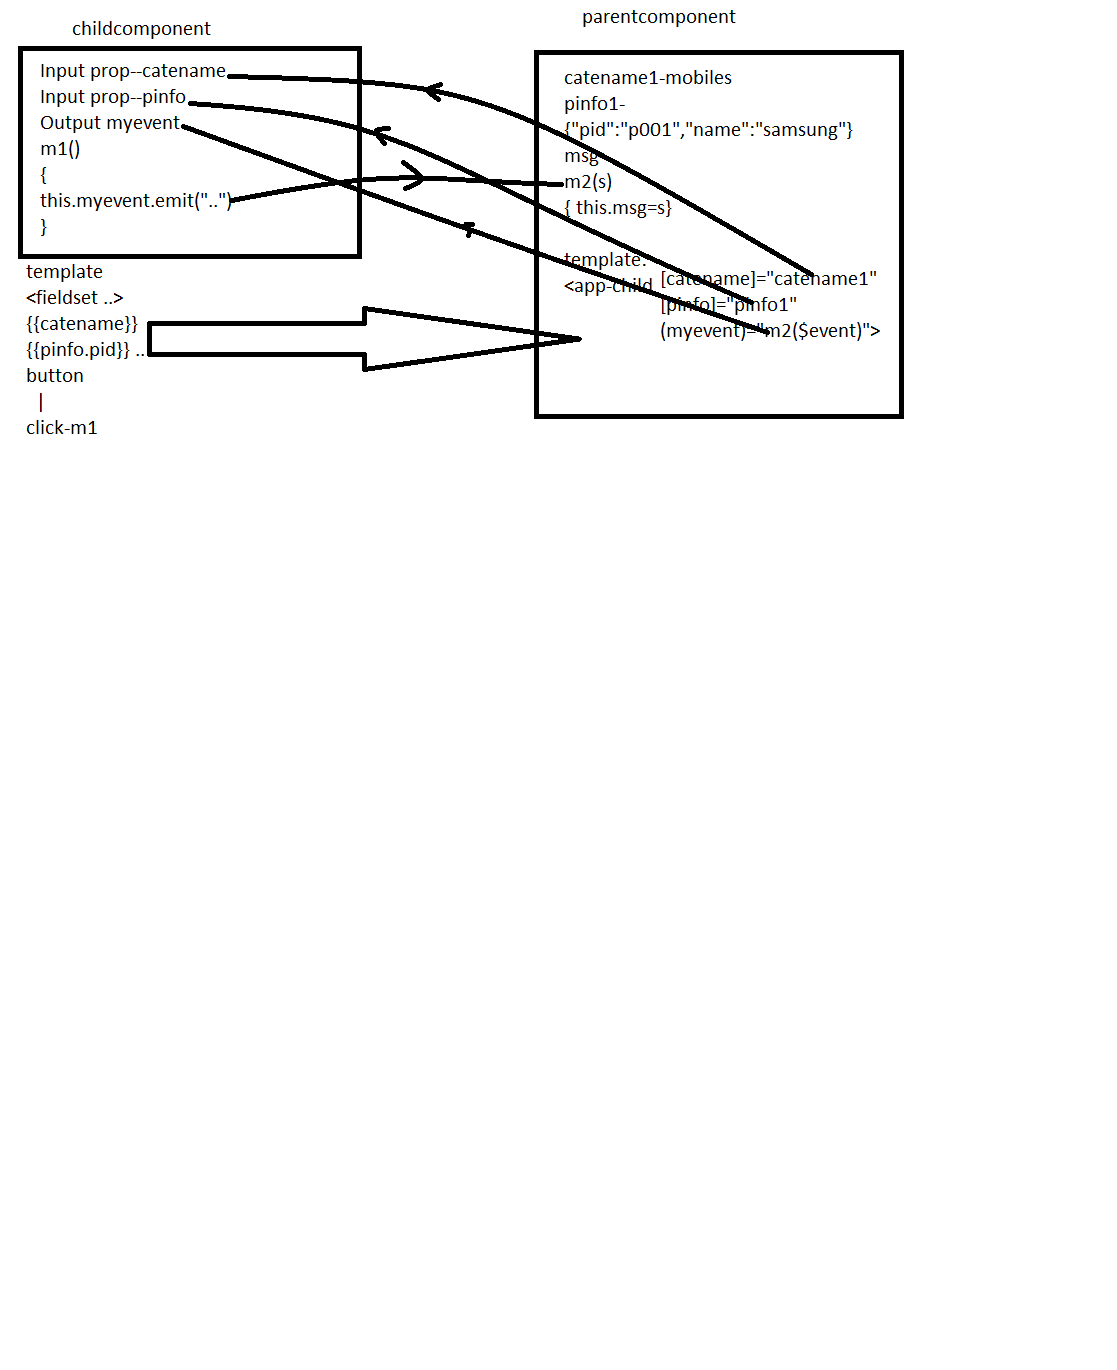 childcomponent
Input prop--catename
Input prop--pinfo
Output myevent
m1()
{
this.myevent.emit("..")
}
template
<fieldset ..>
{{catename}}
{{pinfo.pid}} ..
button
|
click-m1
parentcomponent
catename1-mobiles
pinfo1-
{"pid":"p001","name":"samsung"}
msg
m2(s)
{ this.msg=s}
template:
<app-child [catename]="catename1"
[pinfo]="pinfo1"
(myevent)="m2($event)">